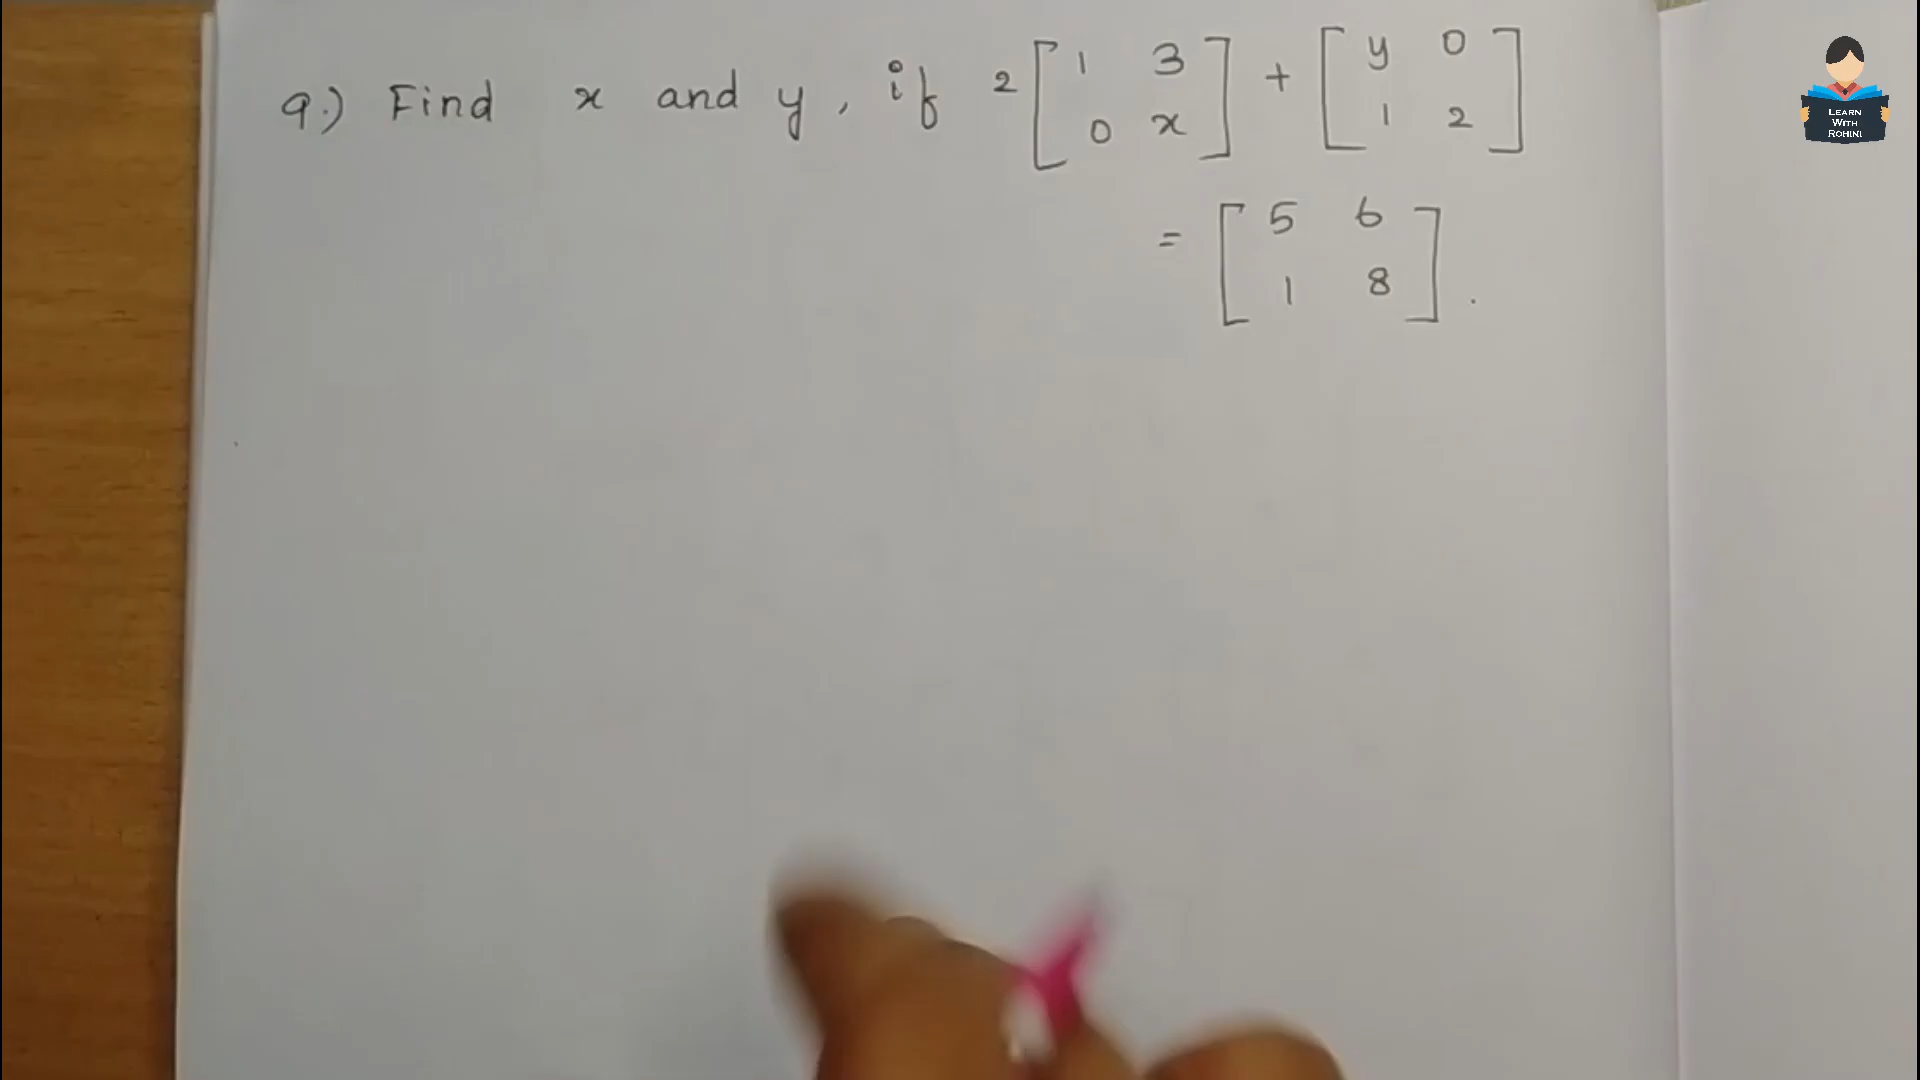 9.) Find x and y, if 2 [ 1 3 ] + [ y 0 ]
[ 0 x ] [ 1 2 ]
= [ 5 6 ]
[ 1 8 ] .
LEARN
WITH
ROHINI